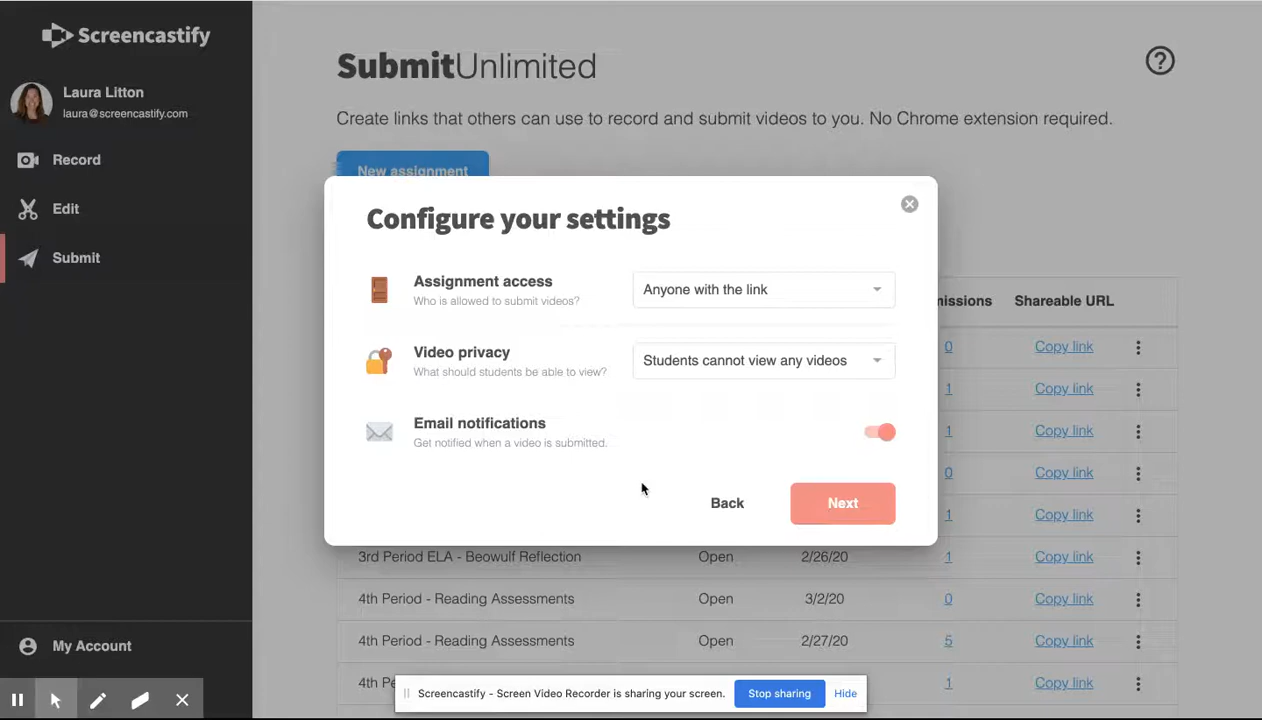 Screencastify
Laura Litton
laura@screencastify.com
Record
Edit
Submit
My Account
SubmitUnlimited
Create links that others can use to record and submit videos to you. No Chrome extension required.
New assignment
Configure your settings
Assignment access
Who is allowed to submit videos?
Anyone with the link
Video privacy
What should students be able to view?
Students cannot view any videos
Email notifications
Get notified when a video is submitted.
Back
Next
missions Shareable URL
0 Copy link
1 Copy link
1 Copy link
0 Copy link
1 Copy link
3rd Period ELA - Beowulf Reflection Open 2/26/20 1 Copy link
4th Period - Reading Assessments Open 3/2/20 0 Copy link
4th Period - Reading Assessments Open 2/27/20 5 Copy link
4th Pe 1 Copy link
Screencastify - Screen Video Recorder is sharing your screen. Stop sharing Hide